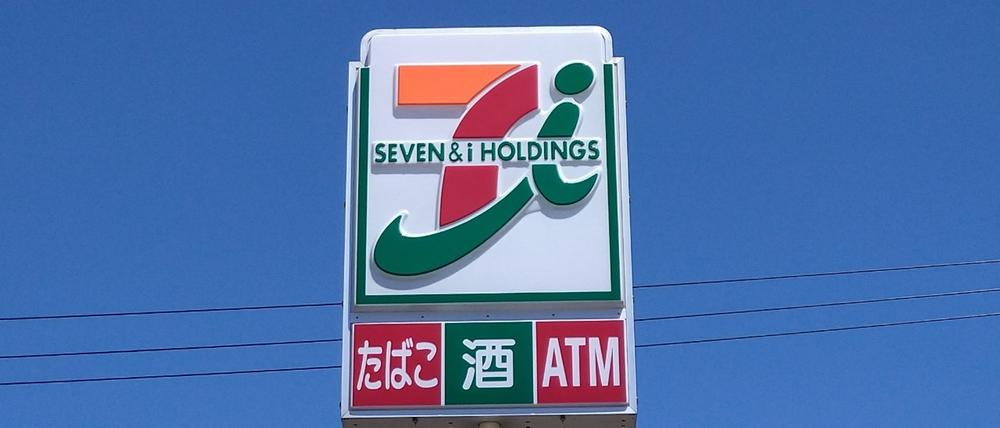 SEVEN & i HOLDINGS
たばこ 酒 ATM